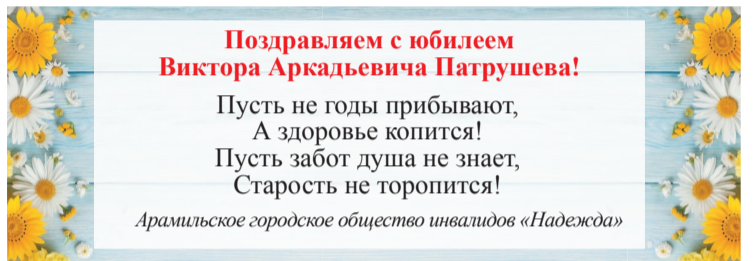 Поздравляем с юбилеем
Виктора Аркадьевича Патрушева!
Пусть не годы прибывают,
А здоровье копится!
Пусть забот душа не знает,
Старость не торопится!
Арамильское городское общество инвалидов «Надежда»